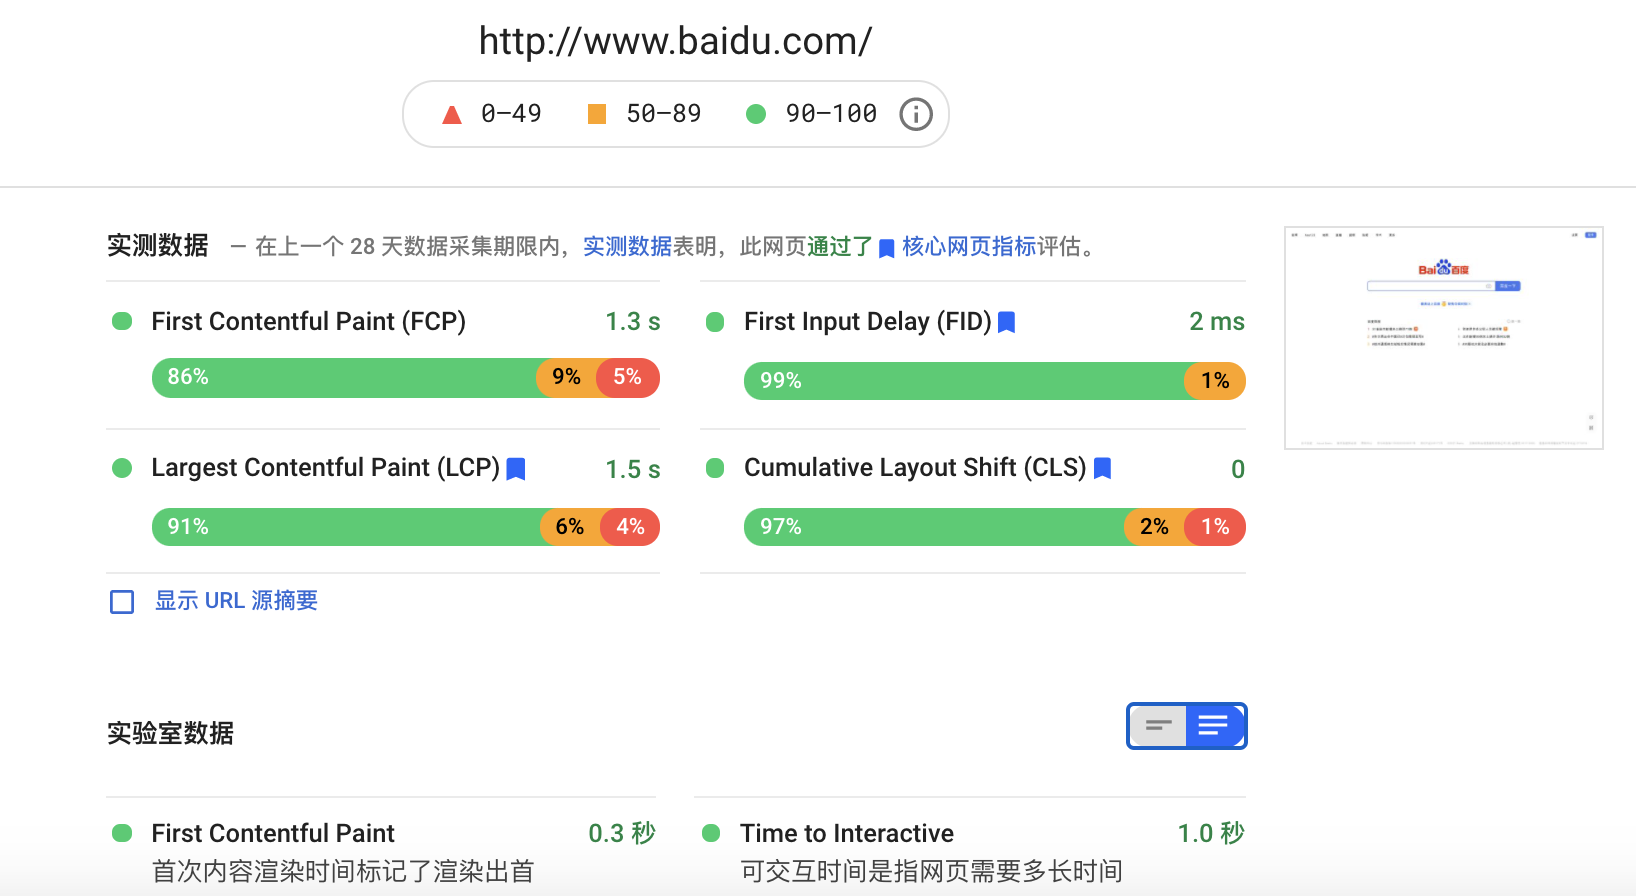 http://www.baidu.com/
0–49 50–89 90–100
实测数据 — 在上一个 28 天数据采集期限内，实测数据表明，此网页通过了 核心网页指标评估。
First Contentful Paint (FCP) 1.3 s
86% 9% 5%
First Input Delay (FID) 2 ms
99% 1%
Largest Contentful Paint (LCP) 1.5 s
91% 6% 4%
Cumulative Layout Shift (CLS) 0
97% 2% 1%
显示 URL 源摘要
Bai du 百度
实验室数据
First Contentful Paint 0.3 秒
首次内容渲染时间标记了渲染出首
Time to Interactive 1.0 秒
可交互时间是指网页需要多长时间